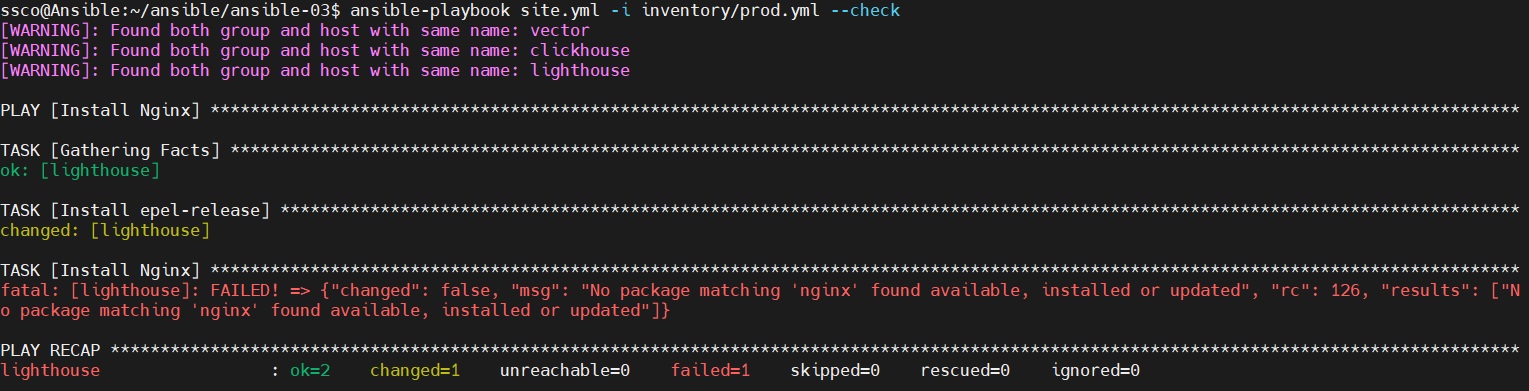 ssco@Ansible:~/ansible/ansible-03$ ansible-playbook site.yml -i inventory/prod.yml --check
[WARNING]: Found both group and host with same name: vector
[WARNING]: Found both group and host with same name: clickhouse
[WARNING]: Found both group and host with same name: lighthouse
PLAY [Install Nginx] ***********************************************************************************************************************************
TASK [Gathering Facts] *********************************************************************************************************************************
ok: [lighthouse]
TASK [Install epel-release] ****************************************************************************************************************************
changed: [lighthouse]
TASK [Install Nginx] ***********************************************************************************************************************************
fatal: [lighthouse]: FAILED! => {"changed": false, "msg": "No package matching 'nginx' found available, installed or updated", "rc": 126, "results": ["N
o package matching 'nginx' found available, installed or updated"]}
PLAY RECAP *********************************************************************************************************************************************
lighthouse                 : ok=2    changed=1    unreachable=0    failed=1    skipped=0    rescued=0    ignored=0